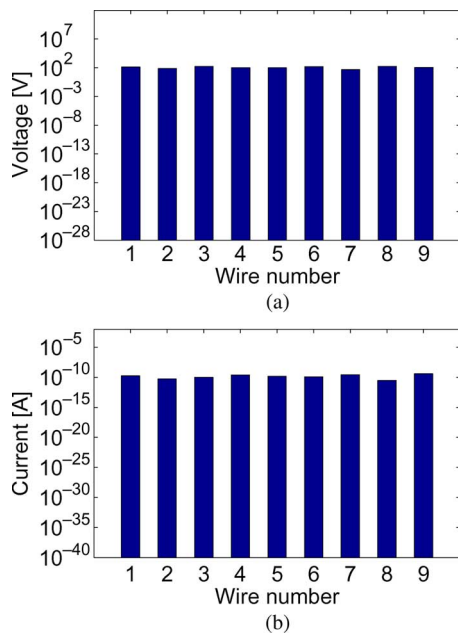 10^7
10^2
10^-3
10^-8
10^-13
10^-18
10^-23
10^-28
Voltage [V]
1 2 3 4 5 6 7 8 9
Wire number
(a)
10^-5
10^-10
10^-15
10^-20
10^-25
10^-30
10^-35
10^-40
Current [A]
1 2 3 4 5 6 7 8 9
Wire number
(b)